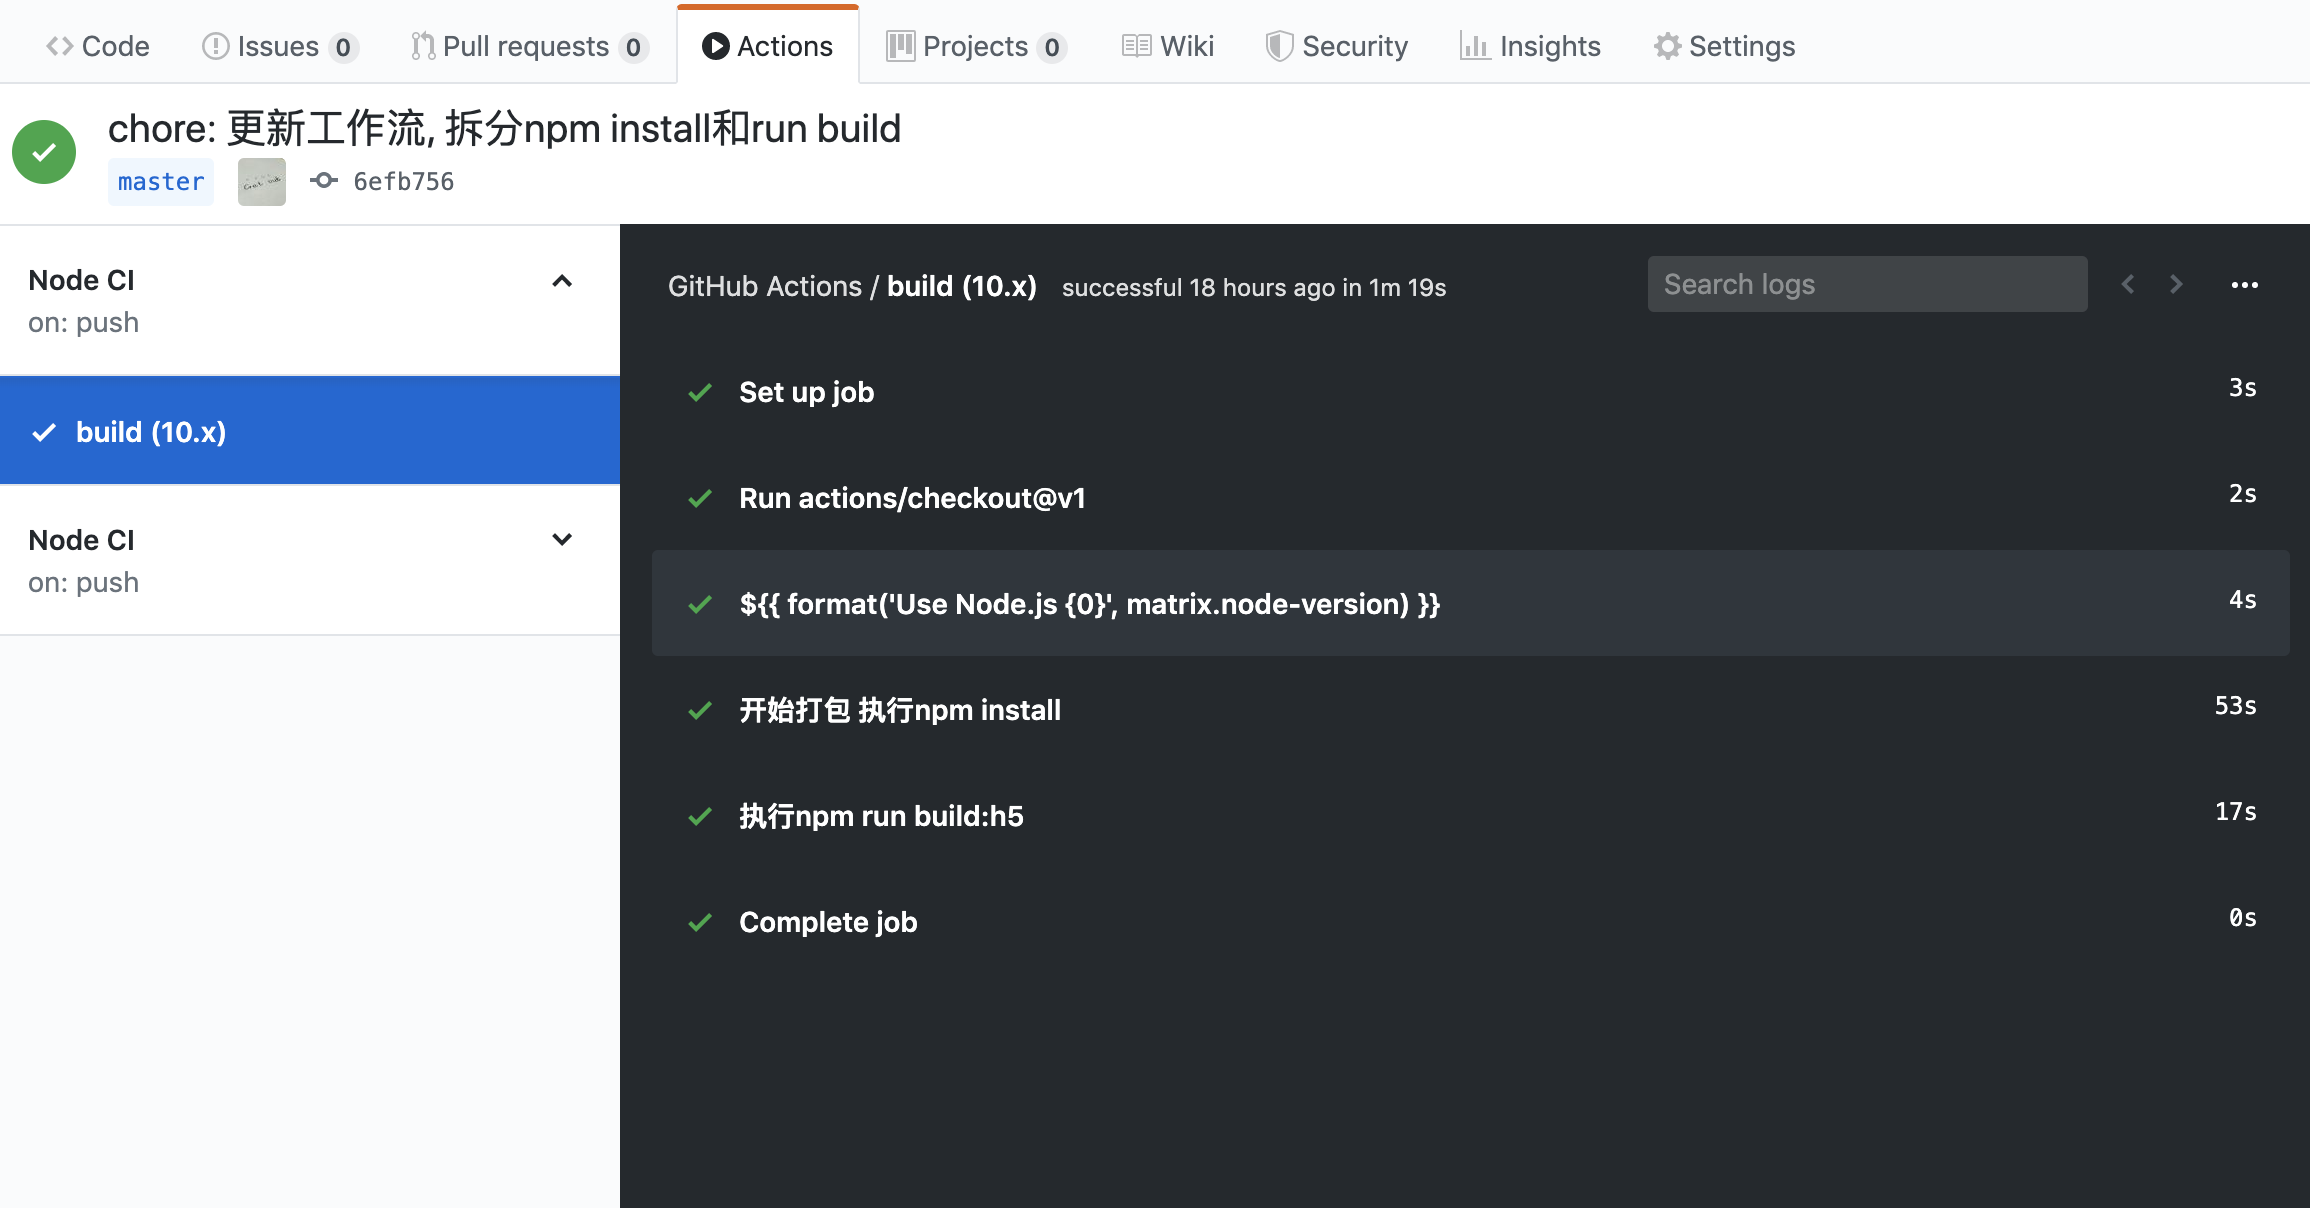 Code Issues 0 Pull requests 0 Actions Projects 0 Wiki Security Insights Settings
chore: 更新工作流, 拆分npm install和run build
master 6efb756
Node CI
on: push
build (10.x)
Node CI
on: push
GitHub Actions / build (10.x) successful 18 hours ago in 1m 19s Search logs
Set up job 3s
Run actions/checkout@v1 2s
${{ format('Use Node.js {0}', matrix.node-version) }} 4s
开始打包 执行npm install 53s
执行npm run build:h5 17s
Complete job 0s